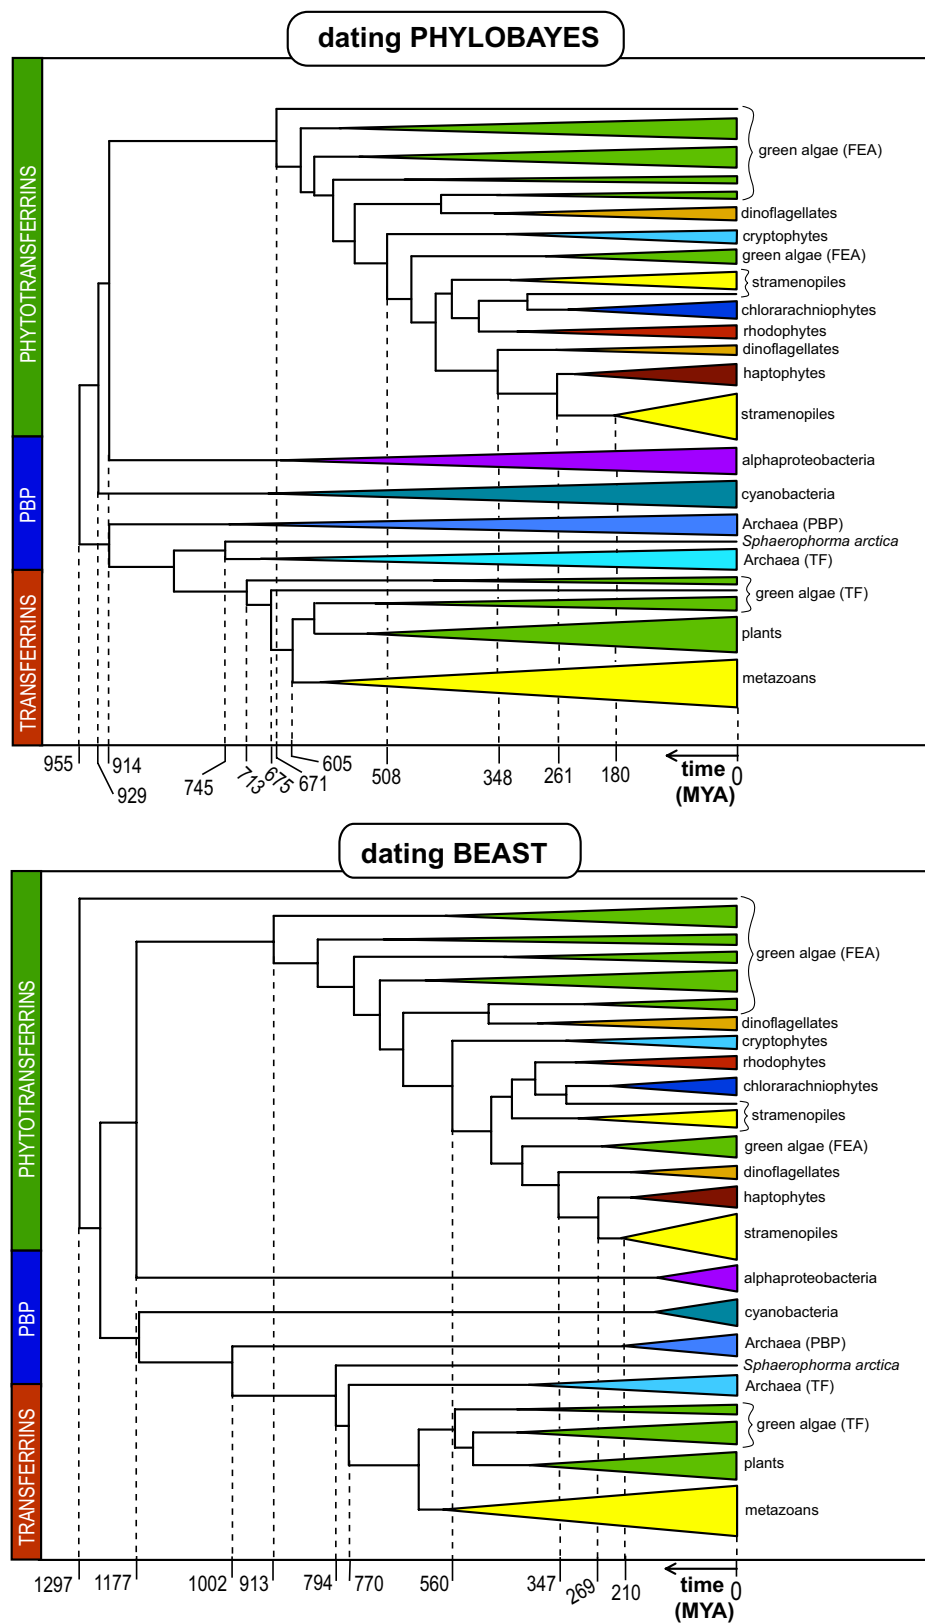 dating PHYLOBAYES
PHYTOTRANSFERRINS
PBP
TRANSFERRINS
green algae (FEA)
dinoflagellates
cryptophytes
green algae (FEA)
stramenopiles
chlorarachniophytes
rhodophytes
dinoflagellates
haptophytes
stramenopiles
alphaproteobacteria
cyanobacteria
Archaea (PBP)
Sphaerophorma arctica
Archaea (TF)
green algae (TF)
plants
metazoans
955 929 914 745 713 675 671 605 508 348 261 180 time 0
(MYA)
dating BEAST
PHYTOTRANSFERRINS
PBP
TRANSFERRINS
green algae (FEA)
dinoflagellates
cryptophytes
rhodophytes
chlorarachniophytes
stramenopiles
green algae (FEA)
dinoflagellates
haptophytes
stramenopiles
alphaproteobacteria
cyanobacteria
Archaea (PBP)
Sphaerophorma arctica
Archaea (TF)
green algae (TF)
plants
metazoans
1297 1177 1002 913 794 770 560 347 269 210 time 0
(MYA)